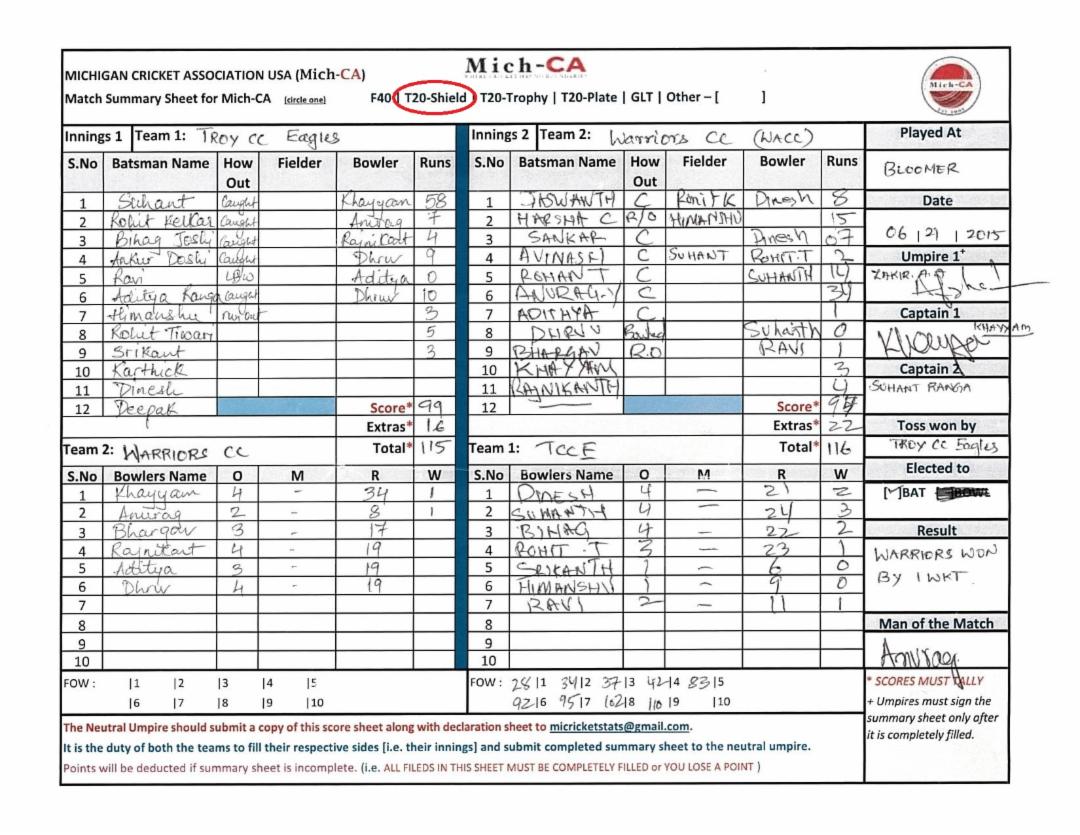 MICHIGAN CRICKET ASSOCIATION USA (Mich-CA)
Mich-CA
Match Summary Sheet for Mich-CA (circle one) F40 | T20-Shield | T20-Trophy | T20-Plate | GLT | Other – [ ]
Mich-CA
Innings 1 Team 1: TROY CC Eagles
S.No Batsman Name How Out Fielder Bowler Runs
1 Suhant Caught Khayyam 58
2 Rohit Kelkar Caught Anurag 7
3 Bihag Joshi Caught Rajnikant 4
4 Ankur Doshi Caught Dhruv 9
5 Ravi LBW Aditya 0
6 Aditya Ranga Caught Dhruv 10
7 Himanshu runout 3
8 Rohit Tiwari 5
9 Srikant 3
10 Karthick
11 Dinesh
12 Deepak Score* 99
Extras* 16
Total* 115
Innings 2 Team 2: Warriors CC (WACC)
S.No Batsman Name How Out Fielder Bowler Runs
1 JASWANTH C Ronit K Dinesh 8
2 HARSHA C R/O HIMANSHU 15
3 SANKAR C Dinesh 07
4 AVINASH C SUHANT ROHIT.T 2
5 ROHAN T C SUHANTH 14
6 ANURAG.Y C 34
7 ADITHYA C 1
8 DHRUV Bowled Suhanth 0
9 BHARGAV R.O RAVI 1
10 KHAYYAM 3
11 RAJNIKANTH 4
12 Score*
Extras* 22
Total* 116
Team 2: WARRIORS CC
S.No Bowlers Name O M R W
1 Khayyam 4 - 34 1
2 Anurag 2 - 8 1
3 Bhargav 3 - 17
4 Rajnikant 4 - 19
5 Aditya 3 - 19
6 Dhruv 4 - 19
7
8
9
10
FOW : |1 |2 |3 |4 |5
|6 |7 |8 |9 |10
Team 1: TCCE
S.No Bowlers Name O M R W
1 DINESH 4 — 21 2
2 SUHANTH 4 — 24 3
3 BIHAG 4 — 22 2
4 ROHIT .T 3 — 23 1
5 SRIKANTH 1 — 6 0
6 HIMANSHU 1 — 9 0
7 RAVI 2 — 11 1
8
9
10
FOW : 28|1 34|2 37|3 42|4 83|5
92|6 95|7 102|8 110|9 |10
Played At
BLOOMER
Date
06 | 21 | 2015
Umpire 1+
ZAKIR. A.A
Captain 1
KHAYYAM
Captain 2
SUHANT RANGA
Toss won by
TROY CC Eagles
Elected to
[✓]BAT
Result
WARRIORS WON
BY 1 WKT
Man of the Match
Anurag
* SCORES MUST TALLY
+ Umpires must sign the
summary sheet only after
it is completely filled.
The Neutral Umpire should submit a copy of this score sheet along with declaration sheet to micricketstats@gmail.com.
It is the duty of both the teams to fill their respective sides [i.e. their innings] and submit completed summary sheet to the neutral umpire.
Points will be deducted if summary sheet is incomplete. (i.e. ALL FILEDS IN THIS SHEET MUST BE COMPLETELY FILLED or YOU LOSE A POINT )